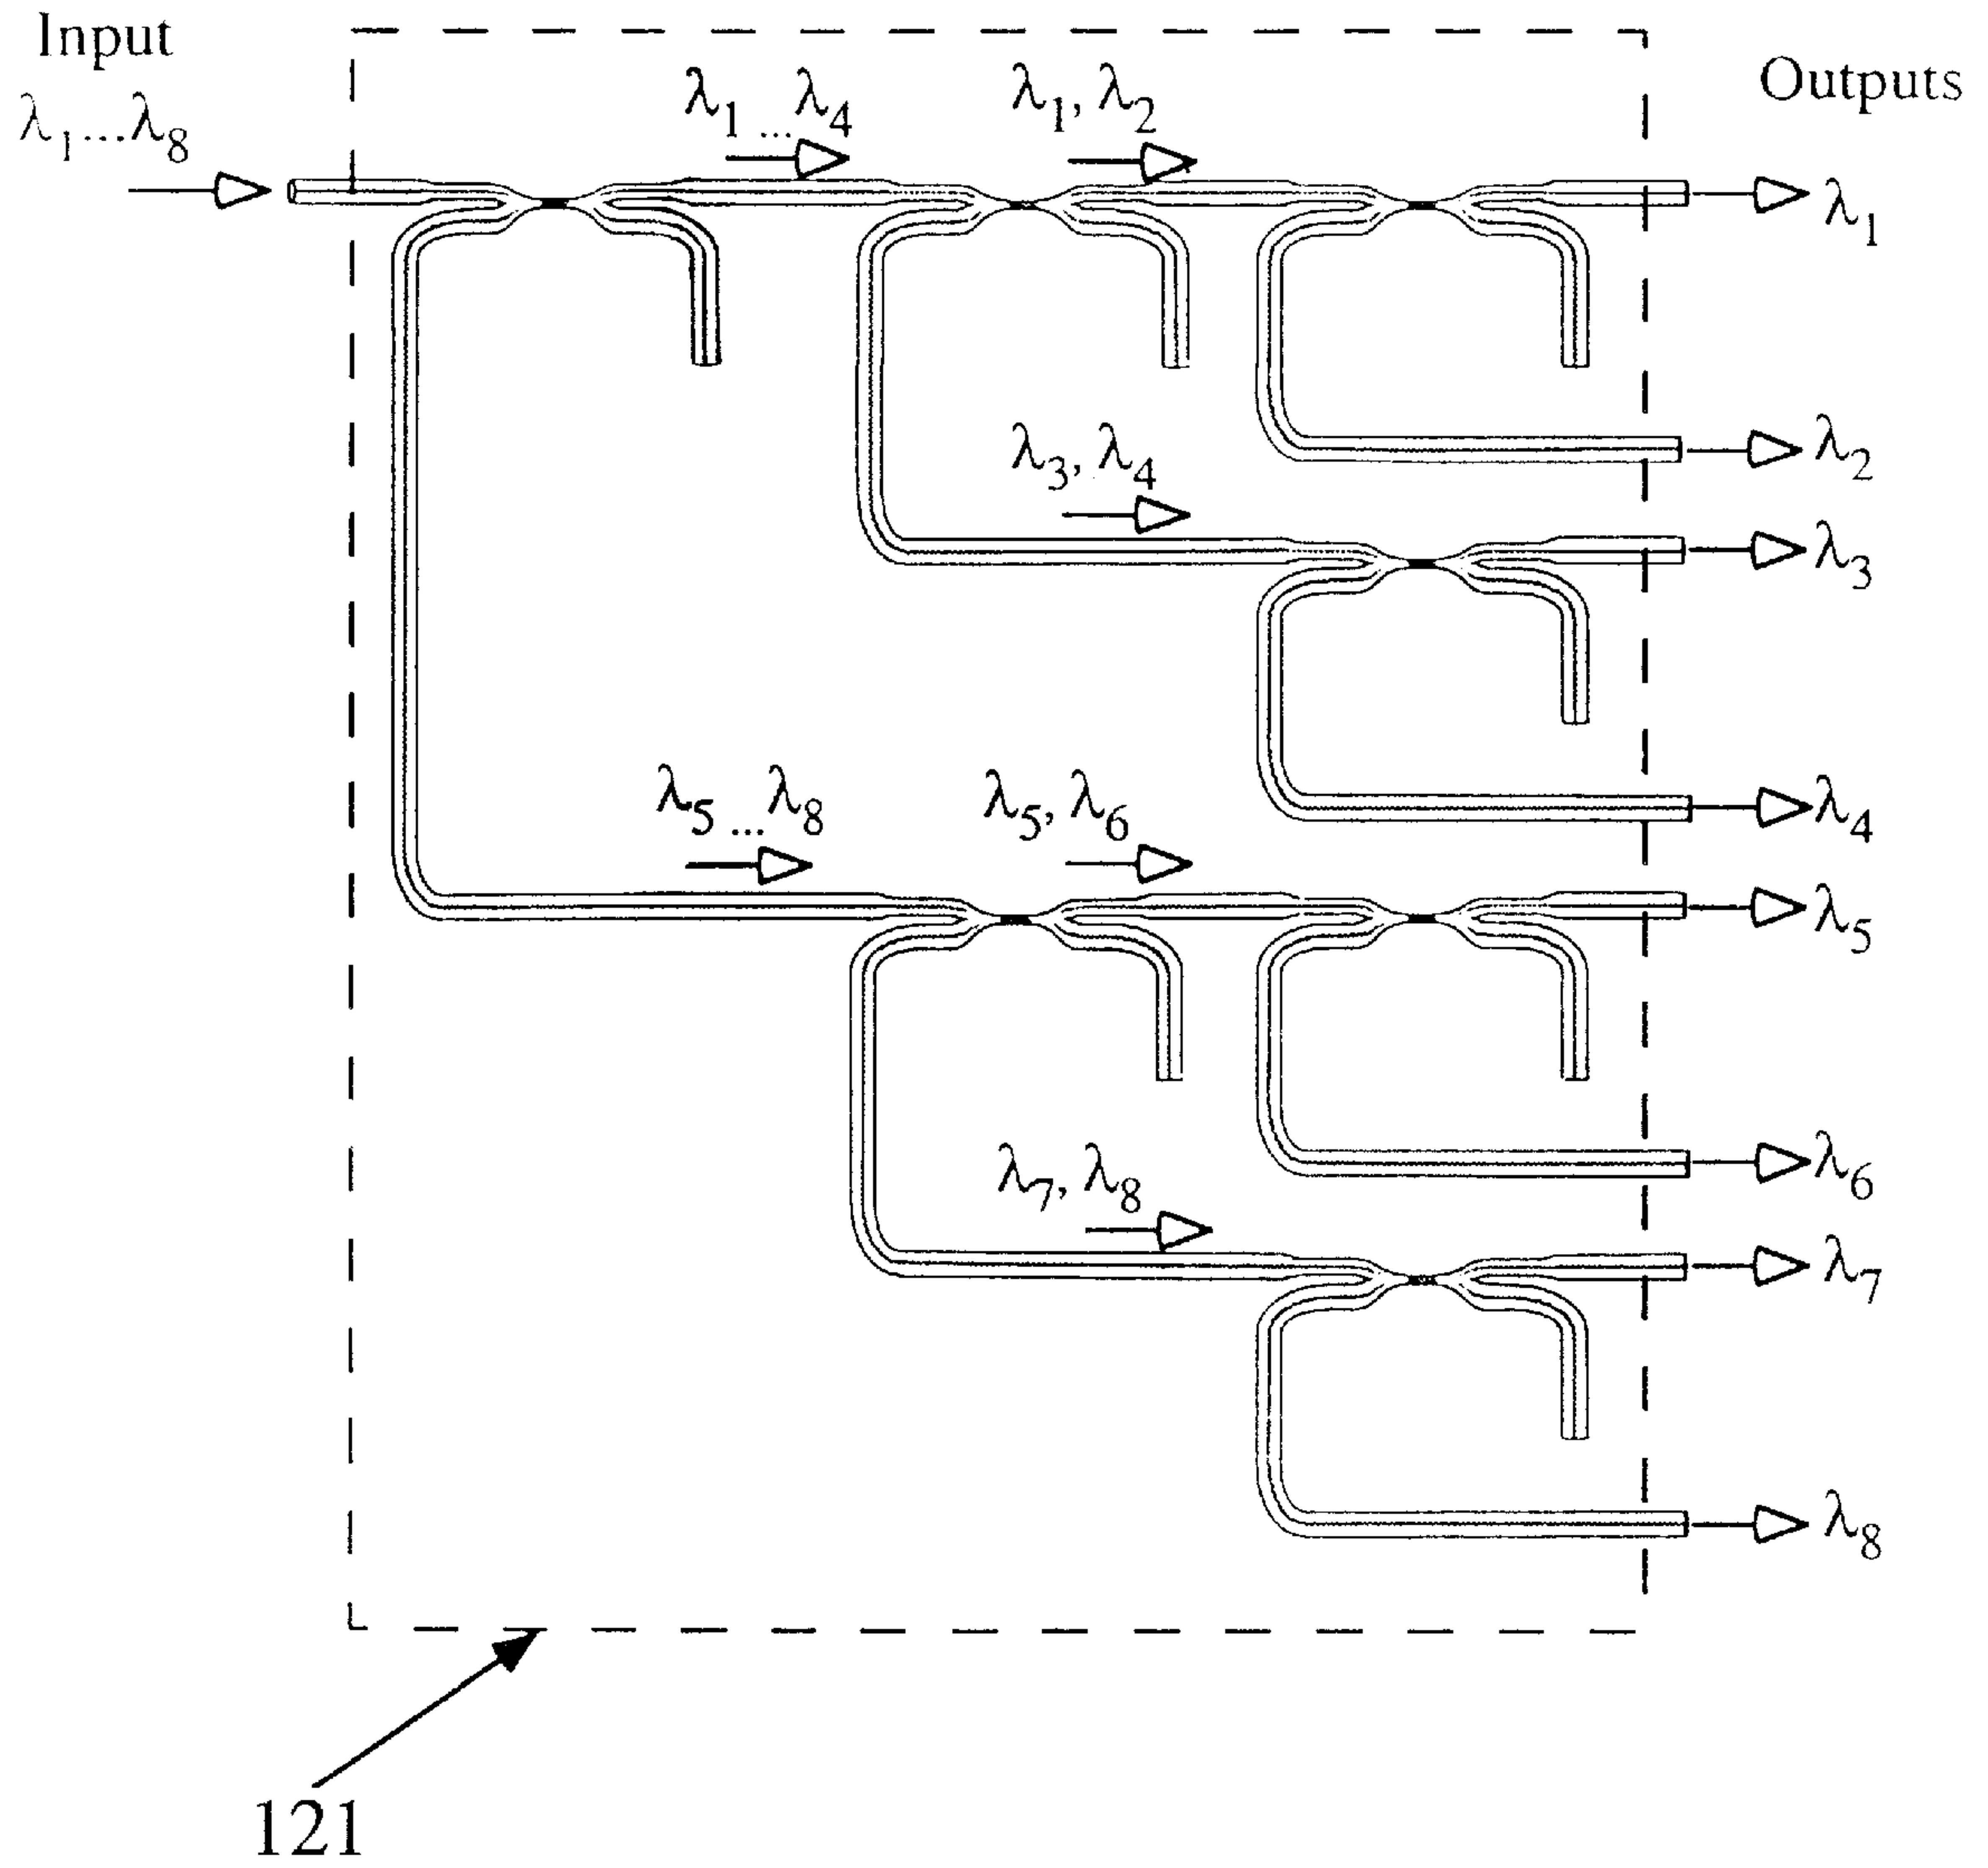 Input
λ1...λ8
Outputs
λ1...λ4
λ1, λ2
λ1
λ2
λ3, λ4
λ3
λ4
λ5...λ8
λ5, λ6
λ5
λ6
λ7, λ8
λ7
λ8
121